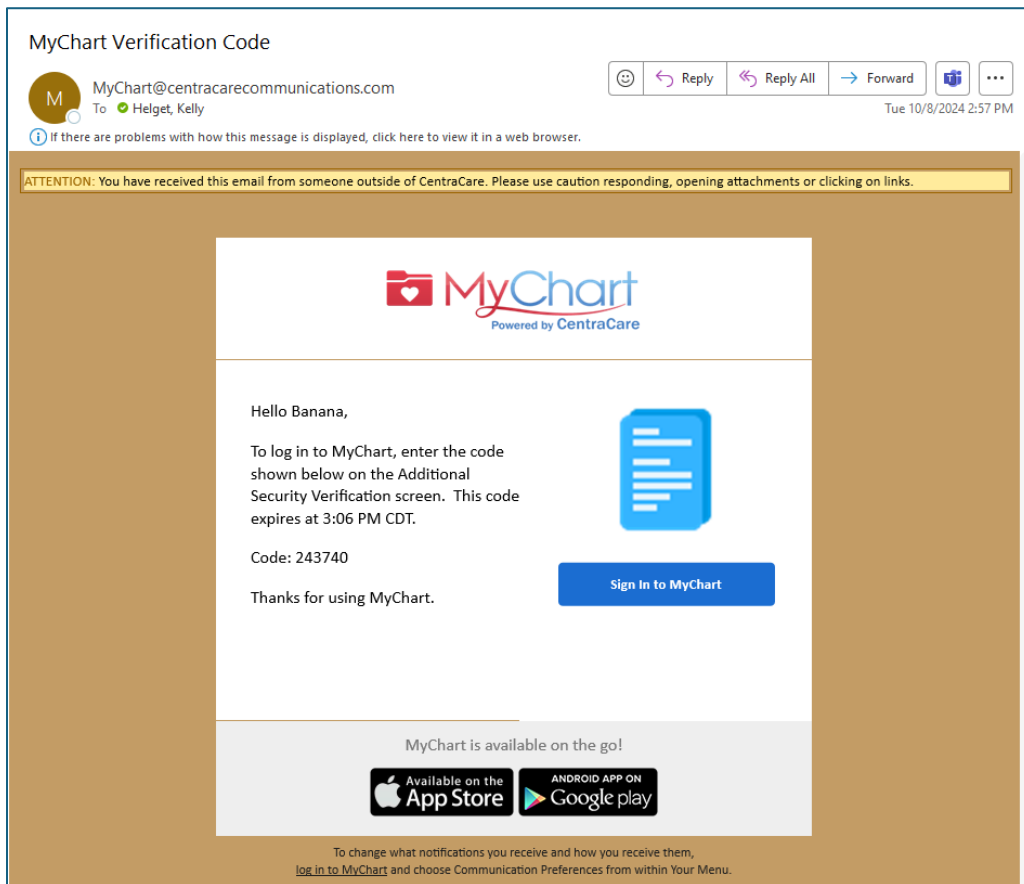 MyChart Verification Code
M
MyChart@centracarecommunications.com
To Helget, Kelly
Reply
Reply All
Forward
Tue 10/8/2024 2:57 PM
If there are problems with how this message is displayed, click here to view it in a web browser.
ATTENTION: You have received this email from someone outside of CentraCare. Please use caution responding, opening attachments or clicking on links.
MyChart
Powered by CentraCare
Hello Banana,
To log in to MyChart, enter the code
shown below on the Additional
Security Verification screen. This code
expires at 3:06 PM CDT.
Code: 243740
Thanks for using MyChart.
Sign In to MyChart
MyChart is available on the go!
Available on the
App Store
ANDROID APP ON
Google play
To change what notifications you receive and how you receive them,
log in to MyChart and choose Communication Preferences from within Your Menu.